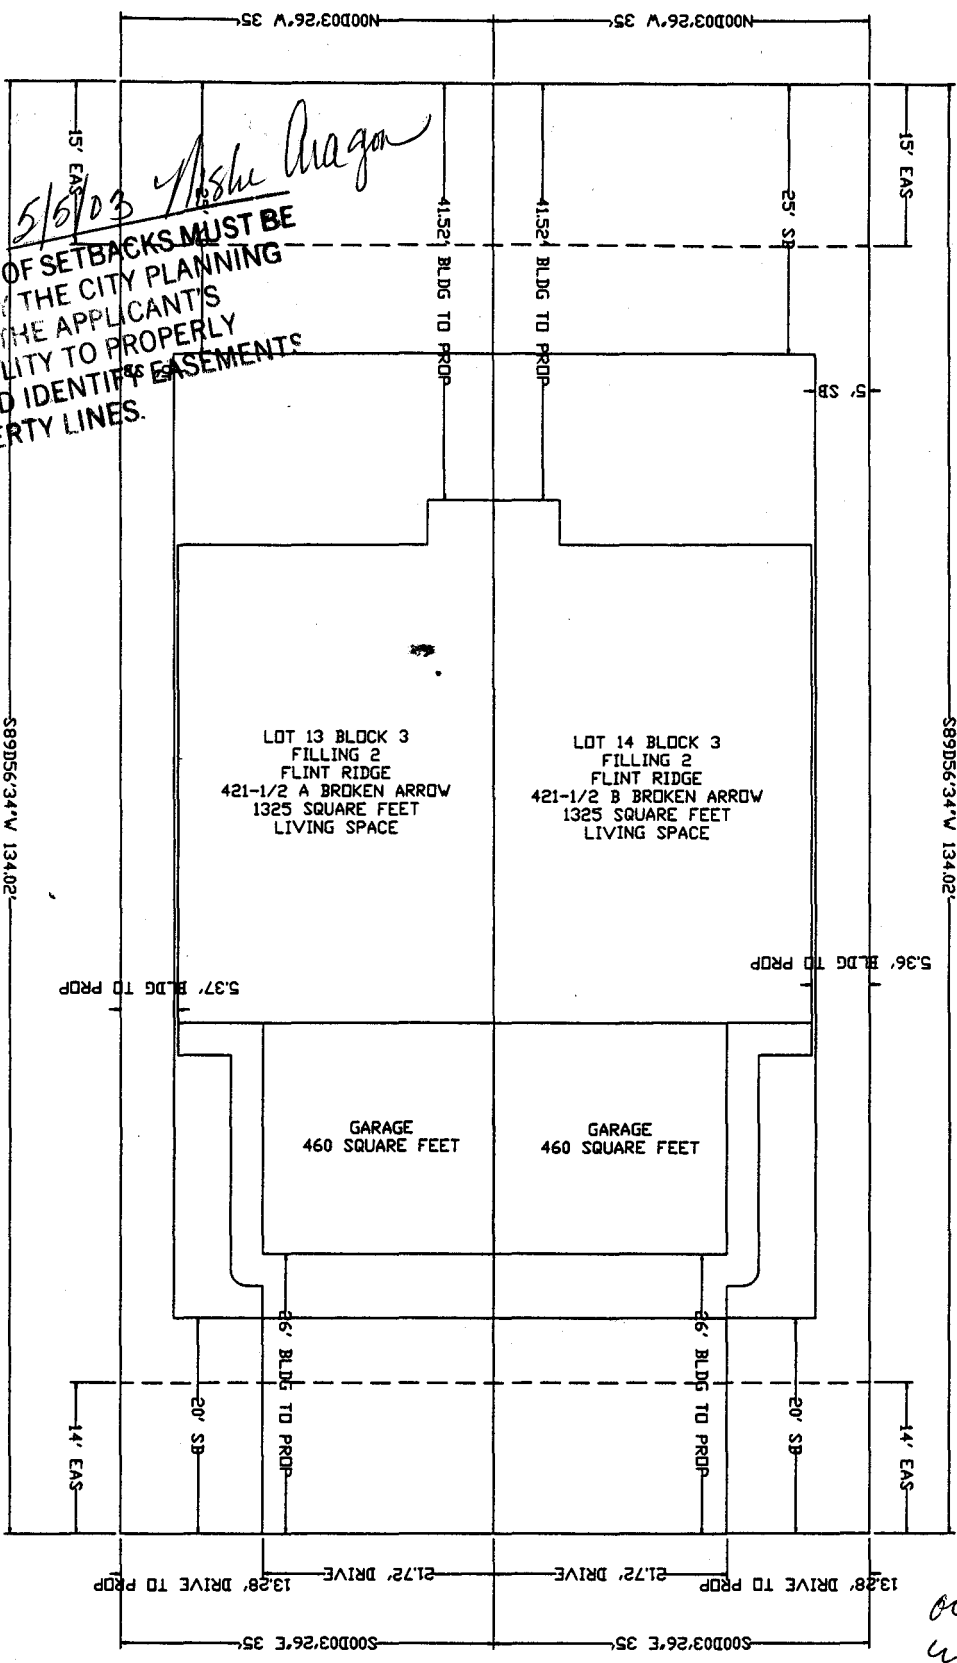 N00D03'26"W 35'
N00D03'26"W 35'
15' EAS
15' EAS
5/5/03
Aragon
25'
25' SB
41.52' BLDG TO PROP
41.52' BLDG TO PROP
OF SETBACKS MUST BE
THE CITY PLANNING
THE APPLICANT'S
LITY TO PROPERLY
D IDENTIFY EASEMENTS
ERTY LINES.
5' SB
S89D56'34"W 134.02'
S89D56'34"W 134.02'
LOT 13 BLOCK 3
FILLING 2
FLINT RIDGE
421-1/2 A BROKEN ARROW
1325 SQUARE FEET
LIVING SPACE
LOT 14 BLOCK 3
FILLING 2
FLINT RIDGE
421-1/2 B BROKEN ARROW
1325 SQUARE FEET
LIVING SPACE
5.37' BLDG TO PROP
5.36' BLDG TO PROP
GARAGE
460 SQUARE FEET
GARAGE
460 SQUARE FEET
26' BLDG TO PROP
26' BLDG TO PROP
20' SB
20' SB
14' EAS
14' EAS
13.28' DRIVE TO PROP
21.72' DRIVE
21.72' DRIVE
13.28' DRIVE TO PROP
S00D03'26"E 35'
S00D03'26"E 35'